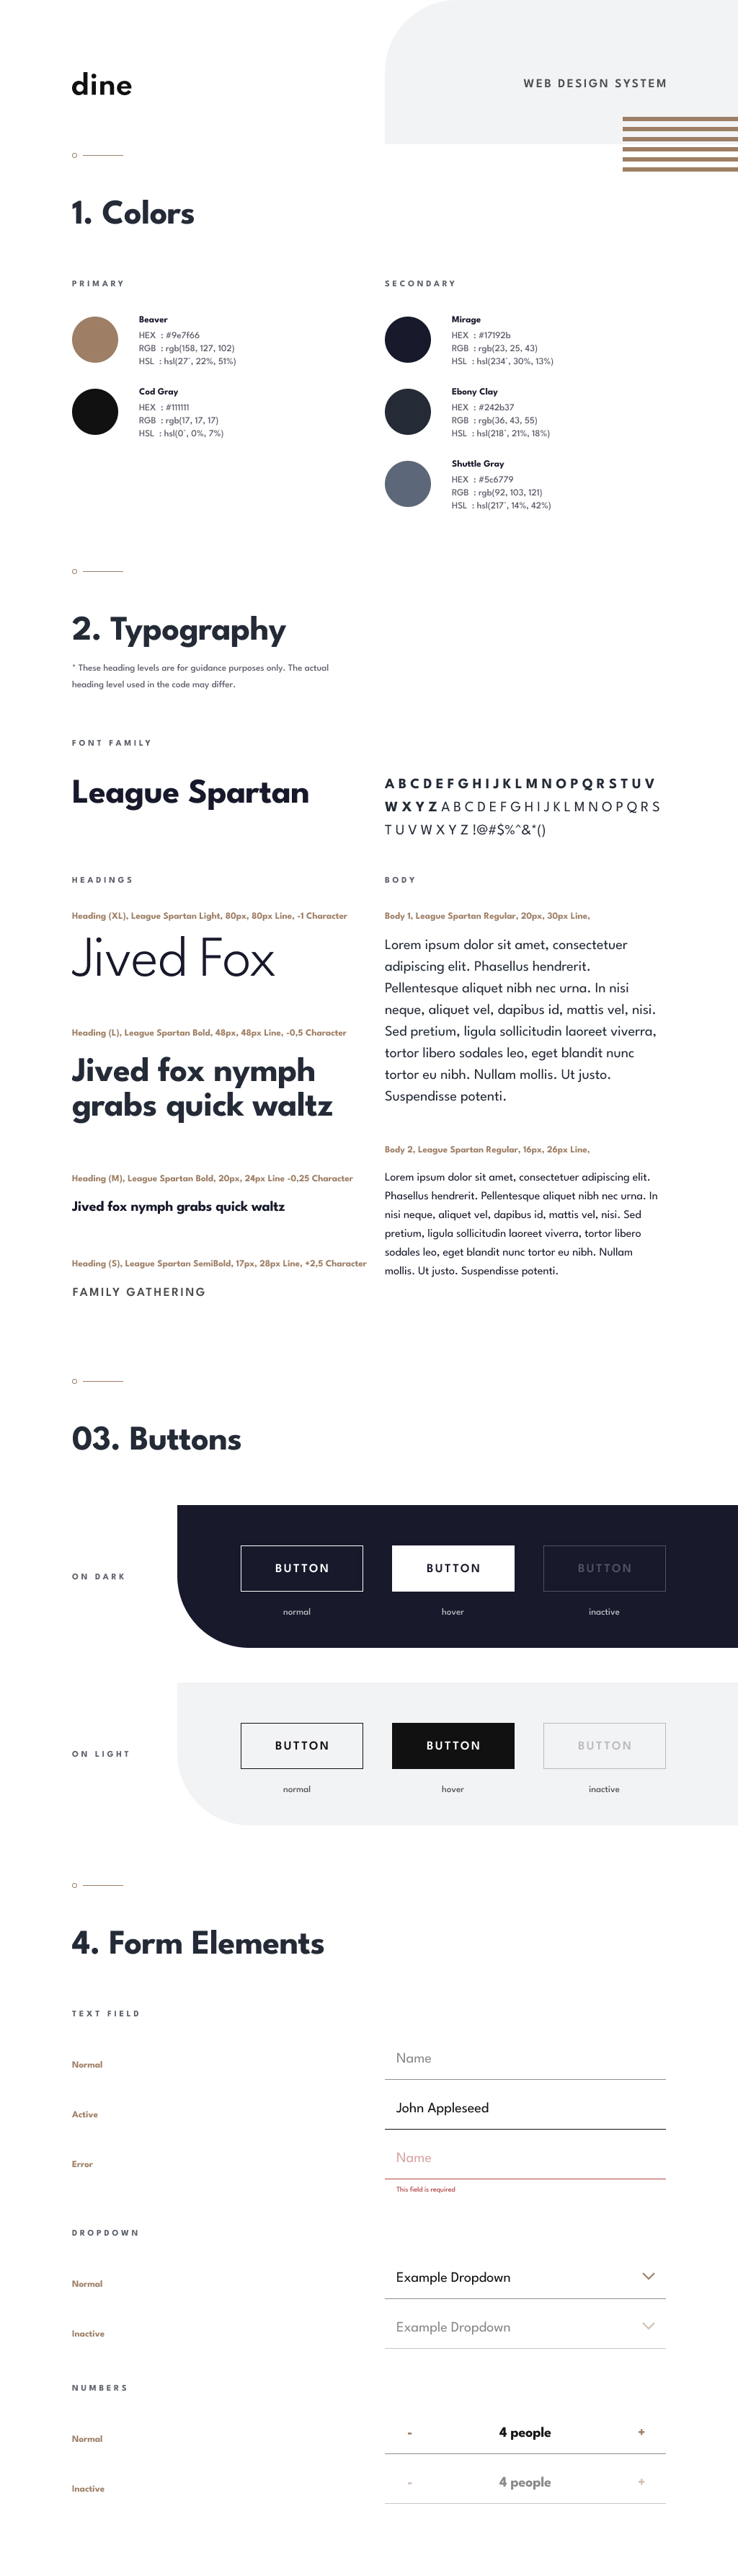 dine
WEB DESIGN SYSTEM
1. Colors
PRIMARY
Beaver
HEX : #9e7f66
RGB : rgb(158, 127, 102)
HSL : hsl(27°, 22%, 51%)
Cod Gray
HEX : #111111
RGB : rgb(17, 17, 17)
HSL : hsl(0°, 0%, 7%)
SECONDARY
Mirage
HEX : #17192b
RGB : rgb(23, 25, 43)
HSL : hsl(234°, 30%, 13%)
Ebony Clay
HEX : #242b37
RGB : rgb(36, 43, 55)
HSL : hsl(218°, 21%, 18%)
Shuttle Gray
HEX : #5c6779
RGB : rgb(92, 103, 121)
HSL : hsl(217°, 14%, 42%)
2. Typography
* These heading levels are for guidance purposes only. The actual
heading level used in the code may differ.
FONT FAMILY
League Spartan
A B C D E F G H I J K L M N O P Q R S T U V
W X Y Z A B C D E F G H I J K L M N O P Q R S
T U V W X Y Z !@#$%^&*()
HEADINGS
Heading (XL), League Spartan Light, 80px, 80px Line, -1 Character
Jived Fox
Heading (L), League Spartan Bold, 48px, 48px Line, -0,5 Character
Jived fox nymph
grabs quick waltz
Heading (M), League Spartan Bold, 20px, 24px Line -0,25 Character
Jived fox nymph grabs quick waltz
Heading (S), League Spartan SemiBold, 17px, 28px Line, +2,5 Character
FAMILY GATHERING
BODY
Body 1, League Spartan Regular, 20px, 30px Line,
Lorem ipsum dolor sit amet, consectetuer
adipiscing elit. Phasellus hendrerit.
Pellentesque aliquet nibh nec urna. In nisi
neque, aliquet vel, dapibus id, mattis vel, nisi.
Sed pretium, ligula sollicitudin laoreet viverra,
tortor libero sodales leo, eget blandit nunc
tortor eu nibh. Nullam mollis. Ut justo.
Suspendisse potenti.
Body 2, League Spartan Regular, 16px, 26px Line,
Lorem ipsum dolor sit amet, consectetuer adipiscing elit.
Phasellus hendrerit. Pellentesque aliquet nibh nec urna. In
nisi neque, aliquet vel, dapibus id, mattis vel, nisi. Sed
pretium, ligula sollicitudin laoreet viverra, tortor libero
sodales leo, eget blandit nunc tortor eu nibh. Nullam
mollis. Ut justo. Suspendisse potenti.
03. Buttons
ON DARK
BUTTON
BUTTON
BUTTON
normal
hover
inactive
ON LIGHT
BUTTON
BUTTON
BUTTON
normal
hover
inactive
4. Form Elements
TEXT FIELD
Normal
Name
Active
John Appleseed
Error
Name
This field is required
DROPDOWN
Normal
Example Dropdown
Inactive
Example Dropdown
NUMBERS
Normal
- 4 people +
Inactive
- 4 people +